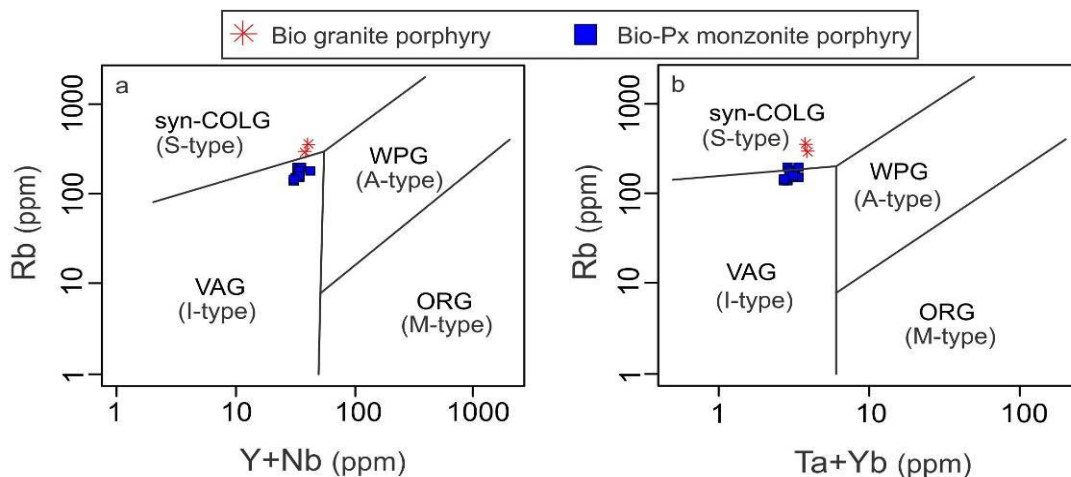 Bio granite porphyry Bio-Px monzonite porphyry
a
syn-COLG
(S-type)
WPG
(A-type)
VAG
(I-type)
ORG
(M-type)
Rb (ppm)
1000
100
10
1
1 10 100 1000
Y+Nb (ppm)
b
syn-COLG
(S-type)
WPG
(A-type)
VAG
(I-type)
ORG
(M-type)
Rb (ppm)
1000
100
10
1
1 10 100
Ta+Yb (ppm)